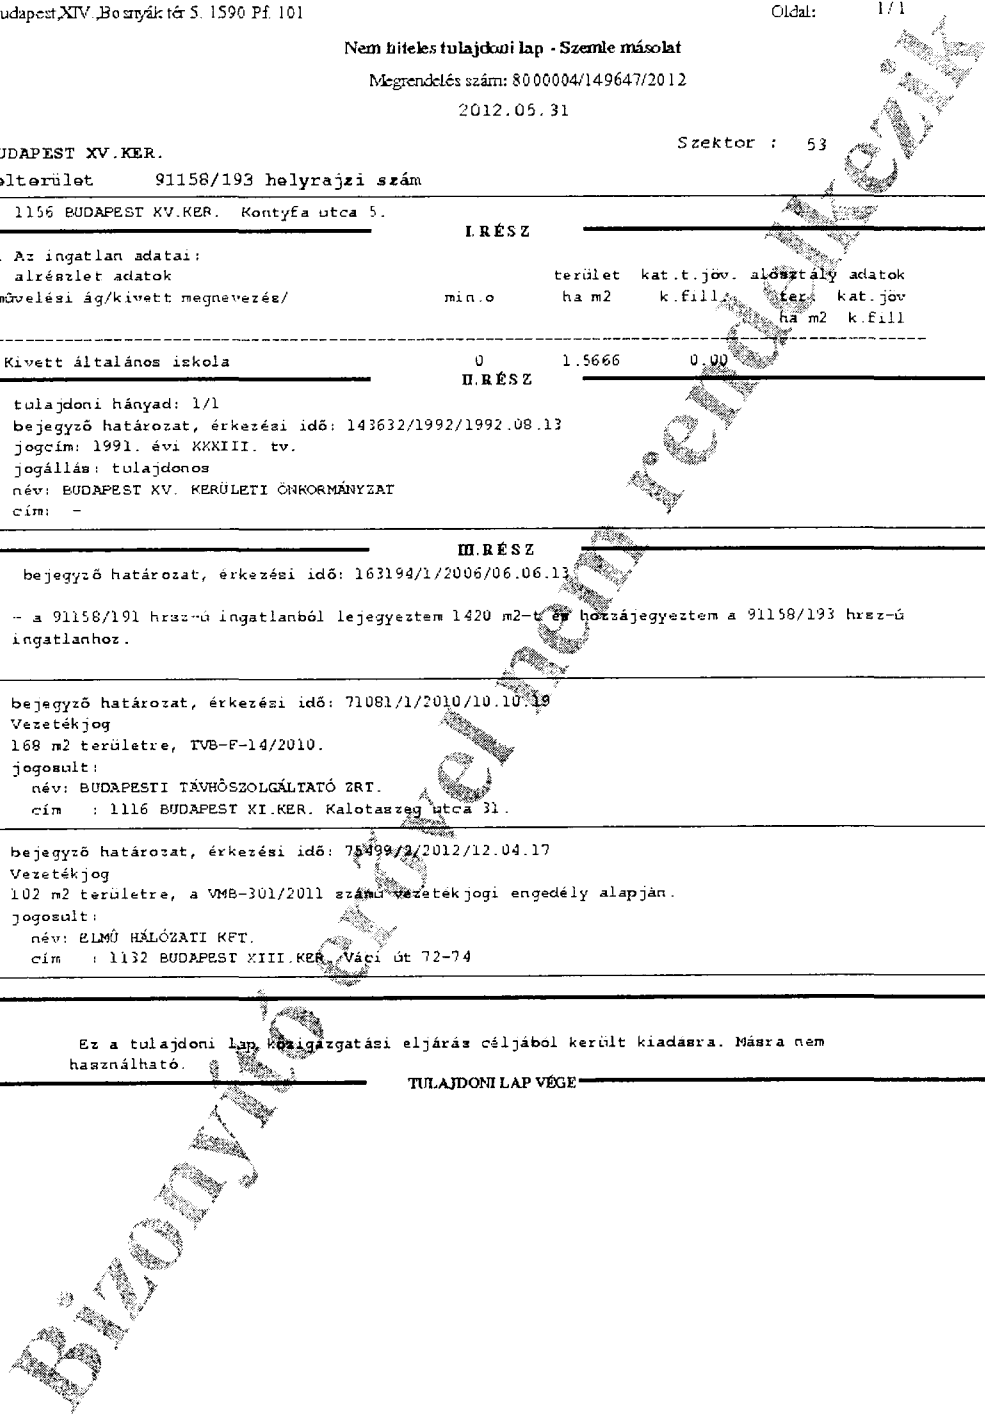 udapest,XIV.,Bosnyák tér 5. 1590 Pf. 101 Oldal: 1/1
Nem hiteles tulajdoni lap - Szemle másolat
Megrendelés szám: 8000004/149647/2012
2012.05.31
UDAPEST XV.KER. Szektor : 53
elterület 91158/193 helyrajzi szám
1156 BUDAPEST XV.KER. Kontyfa utca 5.
I.RÉSZ
. Az ingatlan adatai:
alrészlet adatok terület kat.t.jöv. alosztály adatok
művelési ág/kivett megnevezés/ min.o ha m2 k.fill. ter. kat.jöv
ha m2 k.fill
Kivett általános iskola 0 1.5666 0.00
II.RÉSZ
tulajdoni hányad: 1/1
bejegyző határozat, érkezési idő: 143632/1992/1992.08.13
jogcím: 1991. évi XXXIII. tv.
jogállás: tulajdonos
név: BUDAPEST XV. KERÜLETI ÖNKORMÁNYZAT
cím: -
III.RÉSZ
bejegyző határozat, érkezési idő: 163194/1/2006/06.06.13
- a 91158/191 hrsz-ú ingatlanból lejegyeztem 1420 m2-t és hozzájegyeztem a 91158/193 hrsz-ú
ingatlanhoz.
bejegyző határozat, érkezési idő: 71081/1/2010/10.10.19
Vezetékjog
168 m2 területre, TVB-F-14/2010.
jogosult:
név: BUDAPESTI TÁVHŐSZOLGÁLTATÓ ZRT.
cím : 1116 BUDAPEST XI.KER. Kalotaszeg utca 31.
bejegyző határozat, érkezési idő: 75499/2/2012/12.04.17
Vezetékjog
102 m2 területre, a VMB-301/2011 számú vezetékjogi engedély alapján.
jogosult:
név: ELMŰ HÁLÓZATI KFT.
cím : 1132 BUDAPEST XIII.KER. Váci út 72-74
Ez a tulajdoni lap közigazgatási eljárás céljából került kiadásra. Másra nem
használható.
TULAJDONI LAP VÉGE
Bizonyító erővel nem rendelkezik